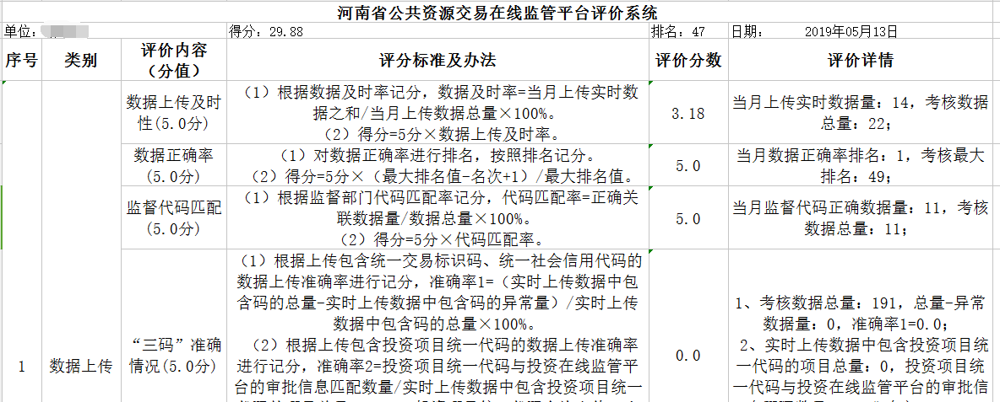 河南省公共资源交易在线监管平台评价系统
单位: 得分: 29.88 排名: 47 日期: 2019年05月13日
序号 类别 评价内容（分值） 评分标准及办法 评价分数 评价详情
数据上传及时
性(5.0分)
（1）根据数据及时率记分，数据及时率=当月上传实时数
据之和/当月上传数据总量×100%。
（2）得分=5分×数据上传及时率。
3.18
当月上传实时数据量：14，考核数据
总量：22；
数据正确率
(5.0分)
（1）对数据正确率进行排名，按照排名记分。
（2）得分=5分×（最大排名值-名次+1）/最大排名值。
5.0
当月数据正确率排名：1，考核最大
排名：49；
监督代码匹配
(5.0分)
（1）根据监督部门代码匹配率记分，代码匹配率=正确关
联数据量/数据总量×100%。
（2）得分=5分×代码匹配率。
5.0
当月监督代码正确数据量：11，考核
数据总量：11；
1
数据上传
“三码”准确
情况(5.0分)
（1）根据上传包含统一交易标识码、统一社会信用代码的
数据上传准确率进行记分，准确率1=（实时上传数据中包
含码的总量-实时上传数据中包含码的异常量）/实时上传
数据中包含码的总量×100%。
（2）根据上传包含投资项目统一代码的数据上传准确率
进行记分，准确率2=投资项目统一代码与投资在线监管平
台的审批信息匹配数量/实时上传数据中包含投资项目统一
0.0
1、考核数据总量：191，总量-异常
数据量：0，准确率1=0.0；
2、实时上传数据中包含投资项目统
一代码的项目总量：0，投资项目统
一代码与投资在线监管平台的审批信